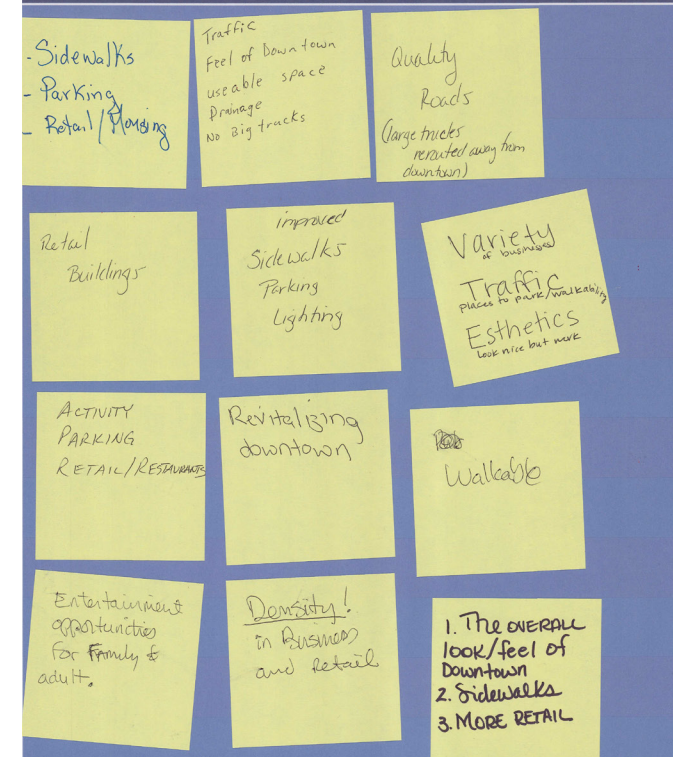 - Sidewalks
- Parking
- Retail/Housing
Traffic
Feel of Downtown
useable space
Drainage
No Big trucks
Quality
Roads
(large trucks
rerouted away from
downtown)
Retail
Buildings
improved
Sidewalks
Parking
Lighting
Variety
of businesses
Traffic
places to park/walkability
Esthetics
look nice but work
ACTIVITY
PARKING
RETAIL/RESTAURANTS
Revitalizing
downtown
Walkable
Entertainment
opportunities
for Family &
adult.
Density!
in Business
and Retail
1. The OVERALL
look/feel of
Downtown
2. Sidewalks
3. MORE RETAIL